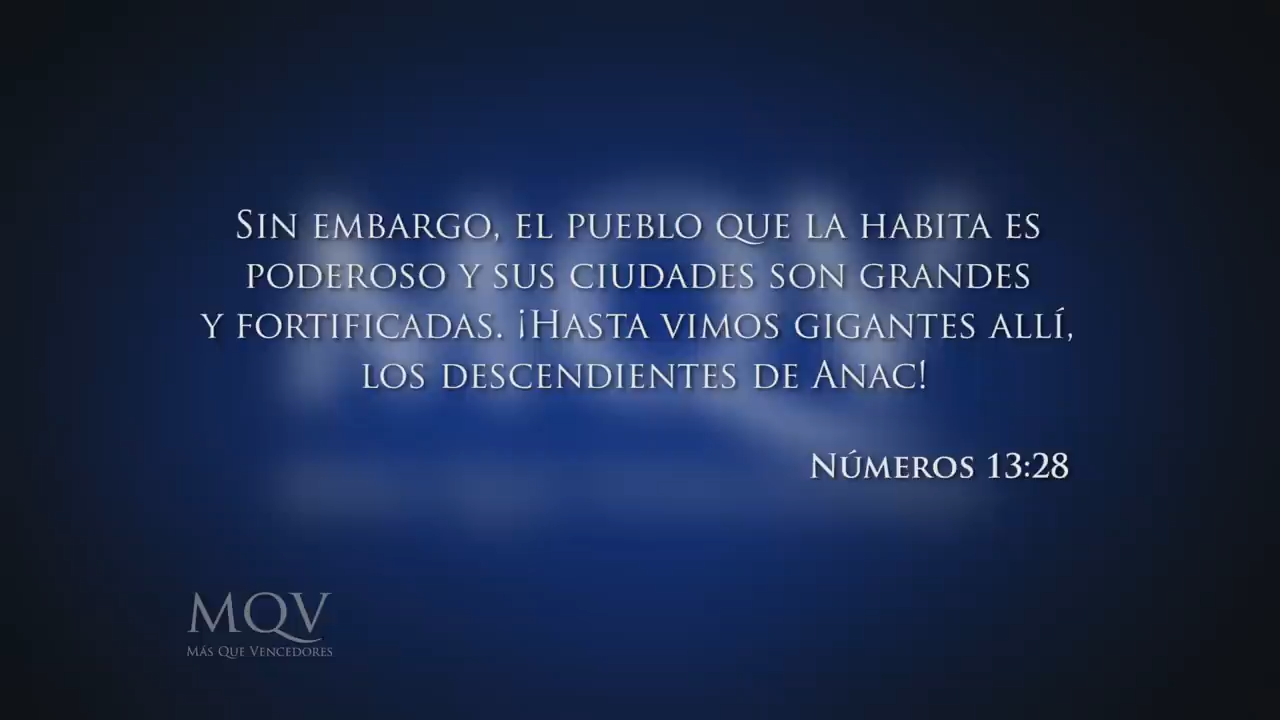 Sin embargo, el pueblo que la habita es
poderoso y sus ciudades son grandes
y fortificadas. ¡Hasta vimos gigantes allí,
los descendientes de Anac!
Números 13:28
MQV
Más Que Vencedores